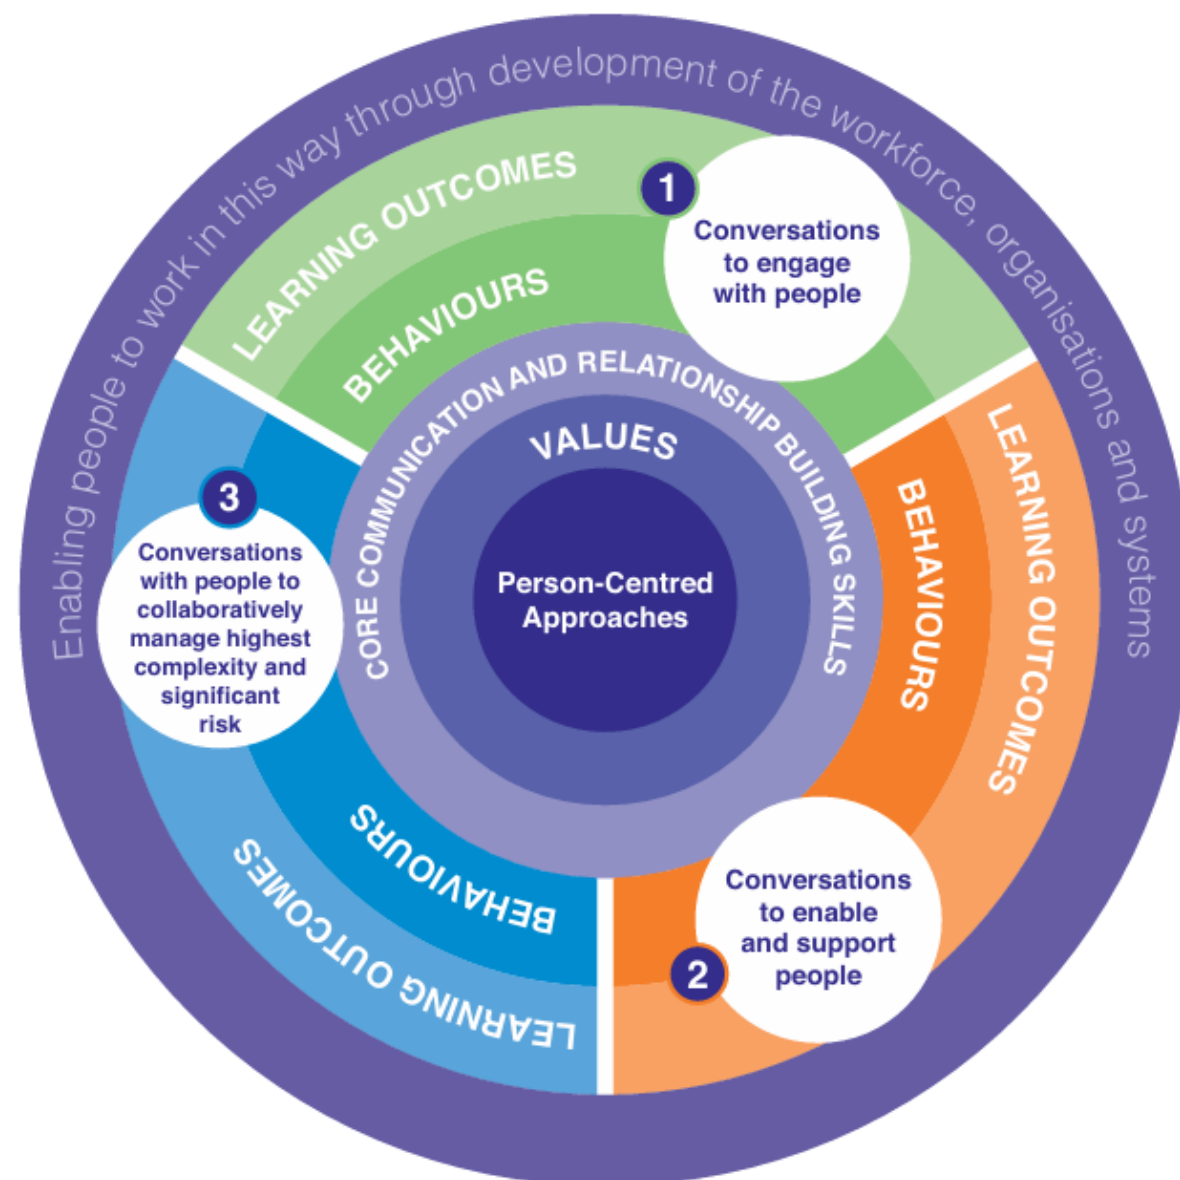 Enabling people to work in this way through development of the workforce, organisations and systems
LEARNING OUTCOMES
BEHAVIOURS
1
Conversations
to engage
with people
CORE COMMUNICATION AND RELATIONSHIP BUILDING SKILLS
VALUES
Person-Centred
Approaches
BEHAVIOURS
LEARNING OUTCOMES
2
Conversations
to enable
and support
people
3
Conversations
with people to
collaboratively
manage highest
complexity and
significant
risk
BEHAVIOURS
LEARNING OUTCOMES